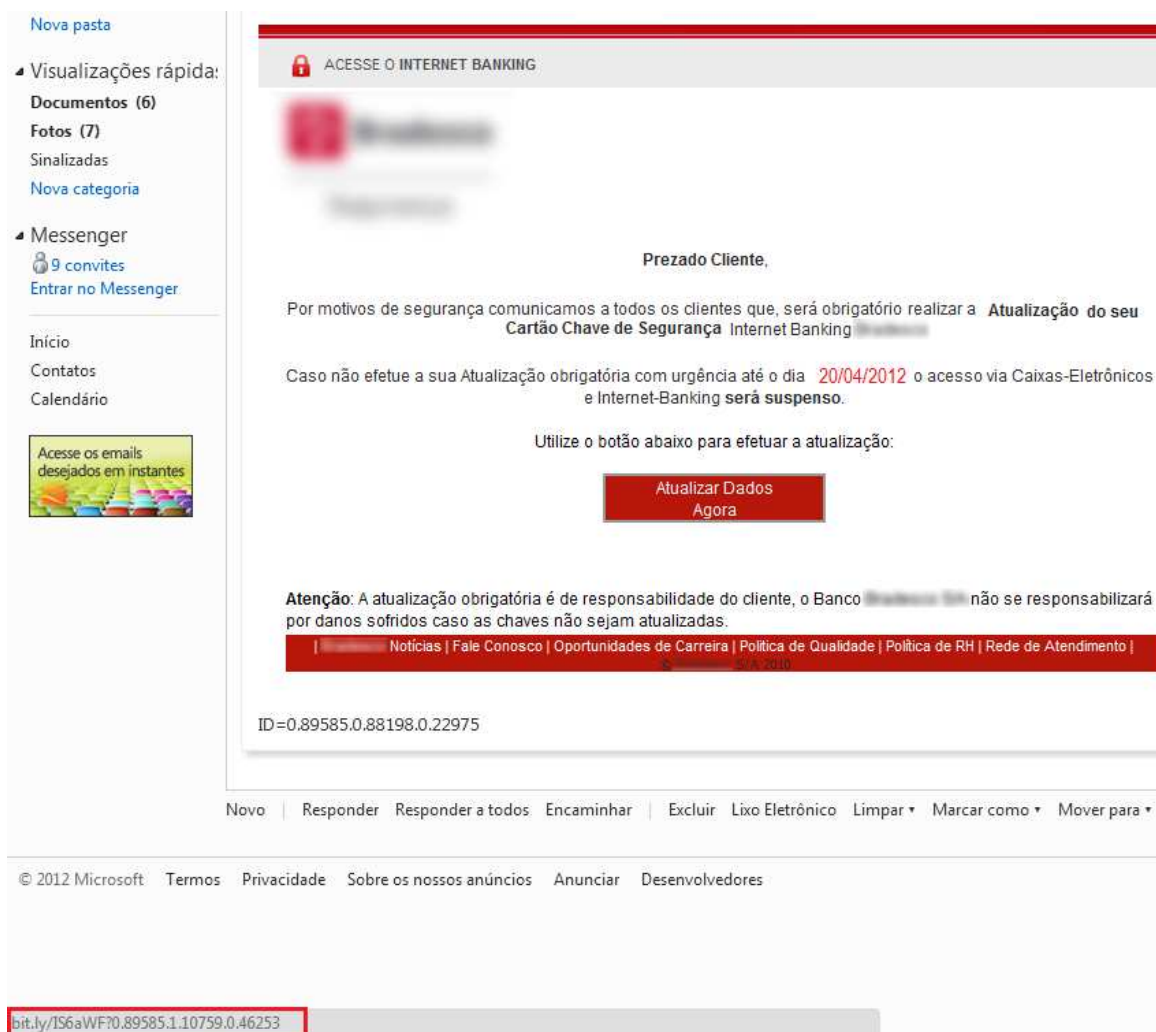 Nova pasta
Visualizações rápida
Documentos (6)
Fotos (7)
Sinalizadas
Nova categoria
Messenger
9 convites
Entrar no Messenger
Início
Contatos
Calendário
Acesse os emails
desejados em instantes
ACESSE O INTERNET BANKING
Prezado Cliente,
Por motivos de segurança comunicamos a todos os clientes que, será obrigatório realizar a Atualização do seu
Cartão Chave de Segurança Internet Banking
Caso não efetue a sua Atualização obrigatória com urgência até o dia 20/04/2012 o acesso via Caixas-Eletrônicos
e Internet-Banking será suspenso.
Utilize o botão abaixo para efetuar a atualização:
Atualizar Dados
Agora
Atenção: A atualização obrigatória é de responsabilidade do cliente, o Banco não se responsabilizará
por danos sofridos caso as chaves não sejam atualizadas.
| Notícias | Fale Conosco | Oportunidades de Carreira | Politica de Qualidade | Política de RH | Rede de Atendimento |
© S/A 2010
ID=0.89585.0.88198.0.22975
Novo | Responder Responder a todos Encaminhar | Excluir Lixo Eletrônico Limpar Marcar como Mover para
© 2012 Microsoft Termos Privacidade Sobre os nossos anúncios Anunciar Desenvolvedores
bit.ly/IS6aWF?0.89585.1.10759.0.46253